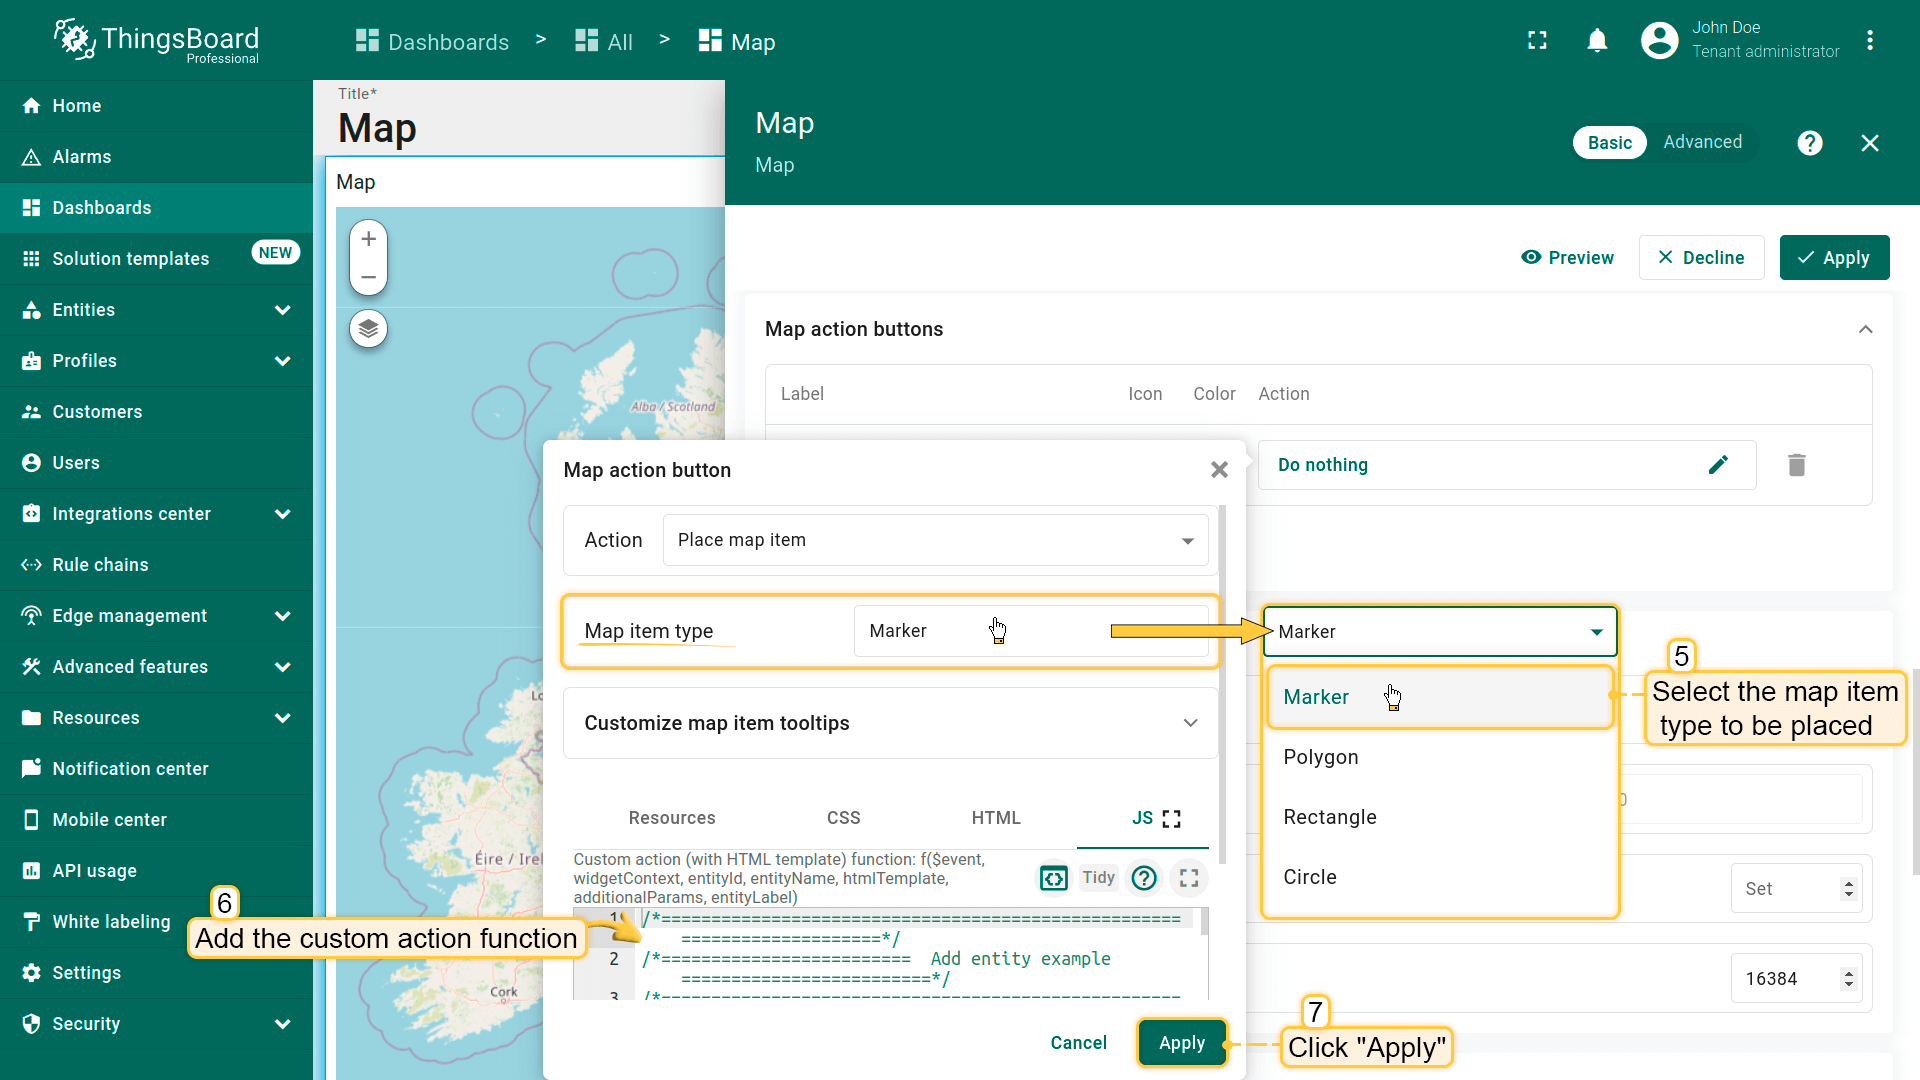 ThingsBoard
Professional
Dashboards > All > Map
John Doe
Tenant administrator
Home
Alarms
Dashboards
Solution templates NEW
Entities
Profiles
Customers
Users
Integrations center
Rule chains
Edge management
Advanced features
Resources
Notification center
Mobile center
API usage
White labeling
Settings
Security
Title*
Map
Map
+
−
Alba / Scotland
Éire / Irel
Cork
Map
Map
Basic Advanced
Preview Decline Apply
Map action buttons
Label Icon Color Action
Do nothing
Map action button
Action Place map item
Map item type Marker
Customize map item tooltips
Resources CSS HTML JS
Custom action (with HTML template) function: f($event,
widgetContext, entityId, entityName, htmlTemplate,
additionalParams, entityLabel)
Tidy
1 /*====================================================
====================*/
2 /*========================= Add entity example
=========================*/
3 /*====================================================
Cancel Apply
Marker
Marker
Polygon
Rectangle
Circle
Set
16384
5
Select the map item
type to be placed
6
Add the custom action function
7
Click "Apply"